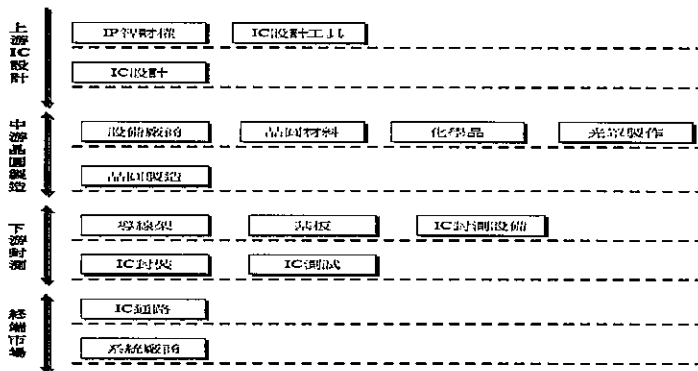 上游IC設計
IP智財權 IC設計工具
IC設計
中游晶圓製造
設備廠商 晶圓材料 化學品 光罩製作
晶圓製造
下游封測
導線架 基板 IC封測設備
IC封裝 IC測試
終端市場
IC通路
系統廠商